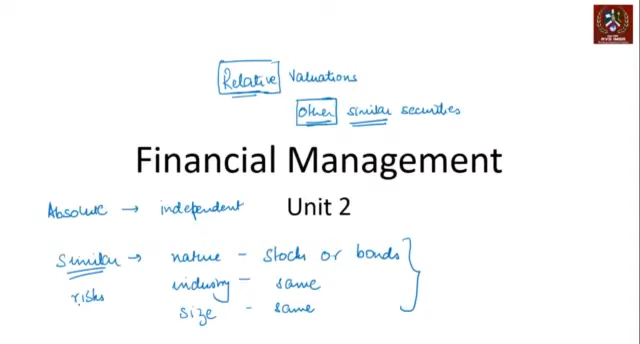 Relative Valuations
Other similar securities
Financial Management
Unit 2
Absolute → independent
Similar → nature - stocks or bonds
risks industry - same
size - same